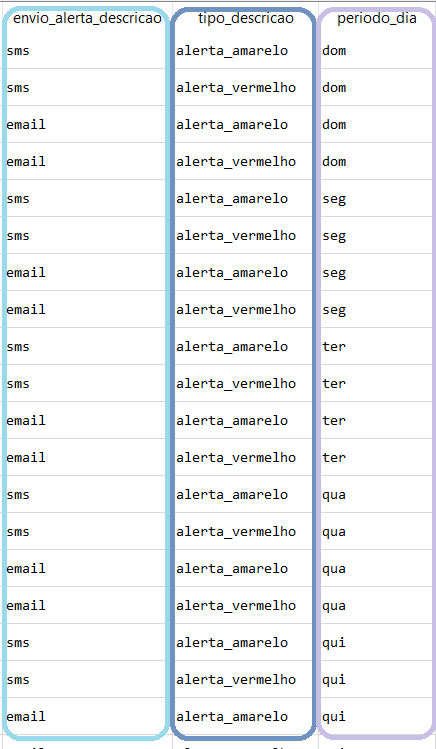 envio_alerta_descricao tipo_descricao periodo_dia
sms alerta_amarelo dom
sms alerta_vermelho dom
email alerta_amarelo dom
email alerta_vermelho dom
sms alerta_amarelo seg
sms alerta_vermelho seg
email alerta_amarelo seg
email alerta_vermelho seg
sms alerta_amarelo ter
sms alerta_vermelho ter
email alerta_amarelo ter
email alerta_vermelho ter
sms alerta_amarelo qua
sms alerta_vermelho qua
email alerta_amarelo qua
email alerta_vermelho qua
sms alerta_amarelo qui
sms alerta_vermelho qui
email alerta_amarelo qui